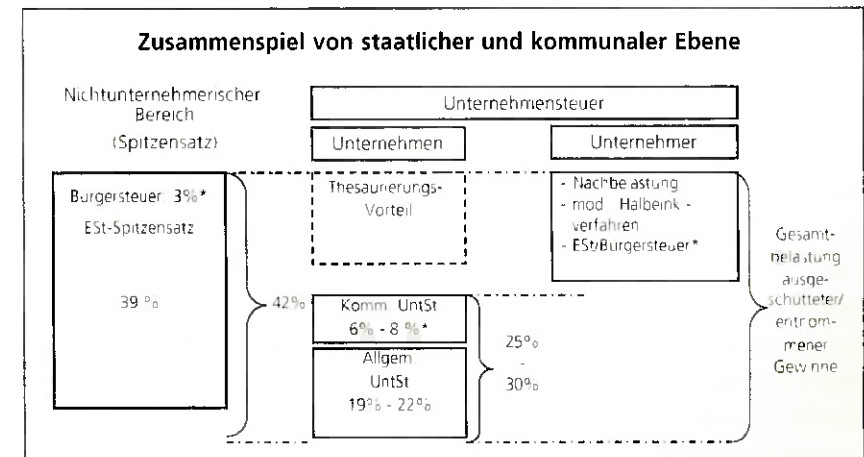 Zusammenspiel von staatlicher und kommunaler Ebene
Nichtunternehmerischer
Bereich
(Spitzensatz)
Unternehmensteuer
Unternehmen
Unternehmer
Burgersteuer 3%*
ESt-Spitzensatz
39 %
42%
Thesaurierungs-
Vorteil
Komm. UntSt
6% - 8 %*
Allgem.
UntSt
19% - 22%
25%
-
30%
- Nachbelastung
- mod Halbeink -
verfahren
- ESt/Burgersteuer*
Gesamt-
belastung
ausge-
schütteter/
entnom-
mener
Gewinne